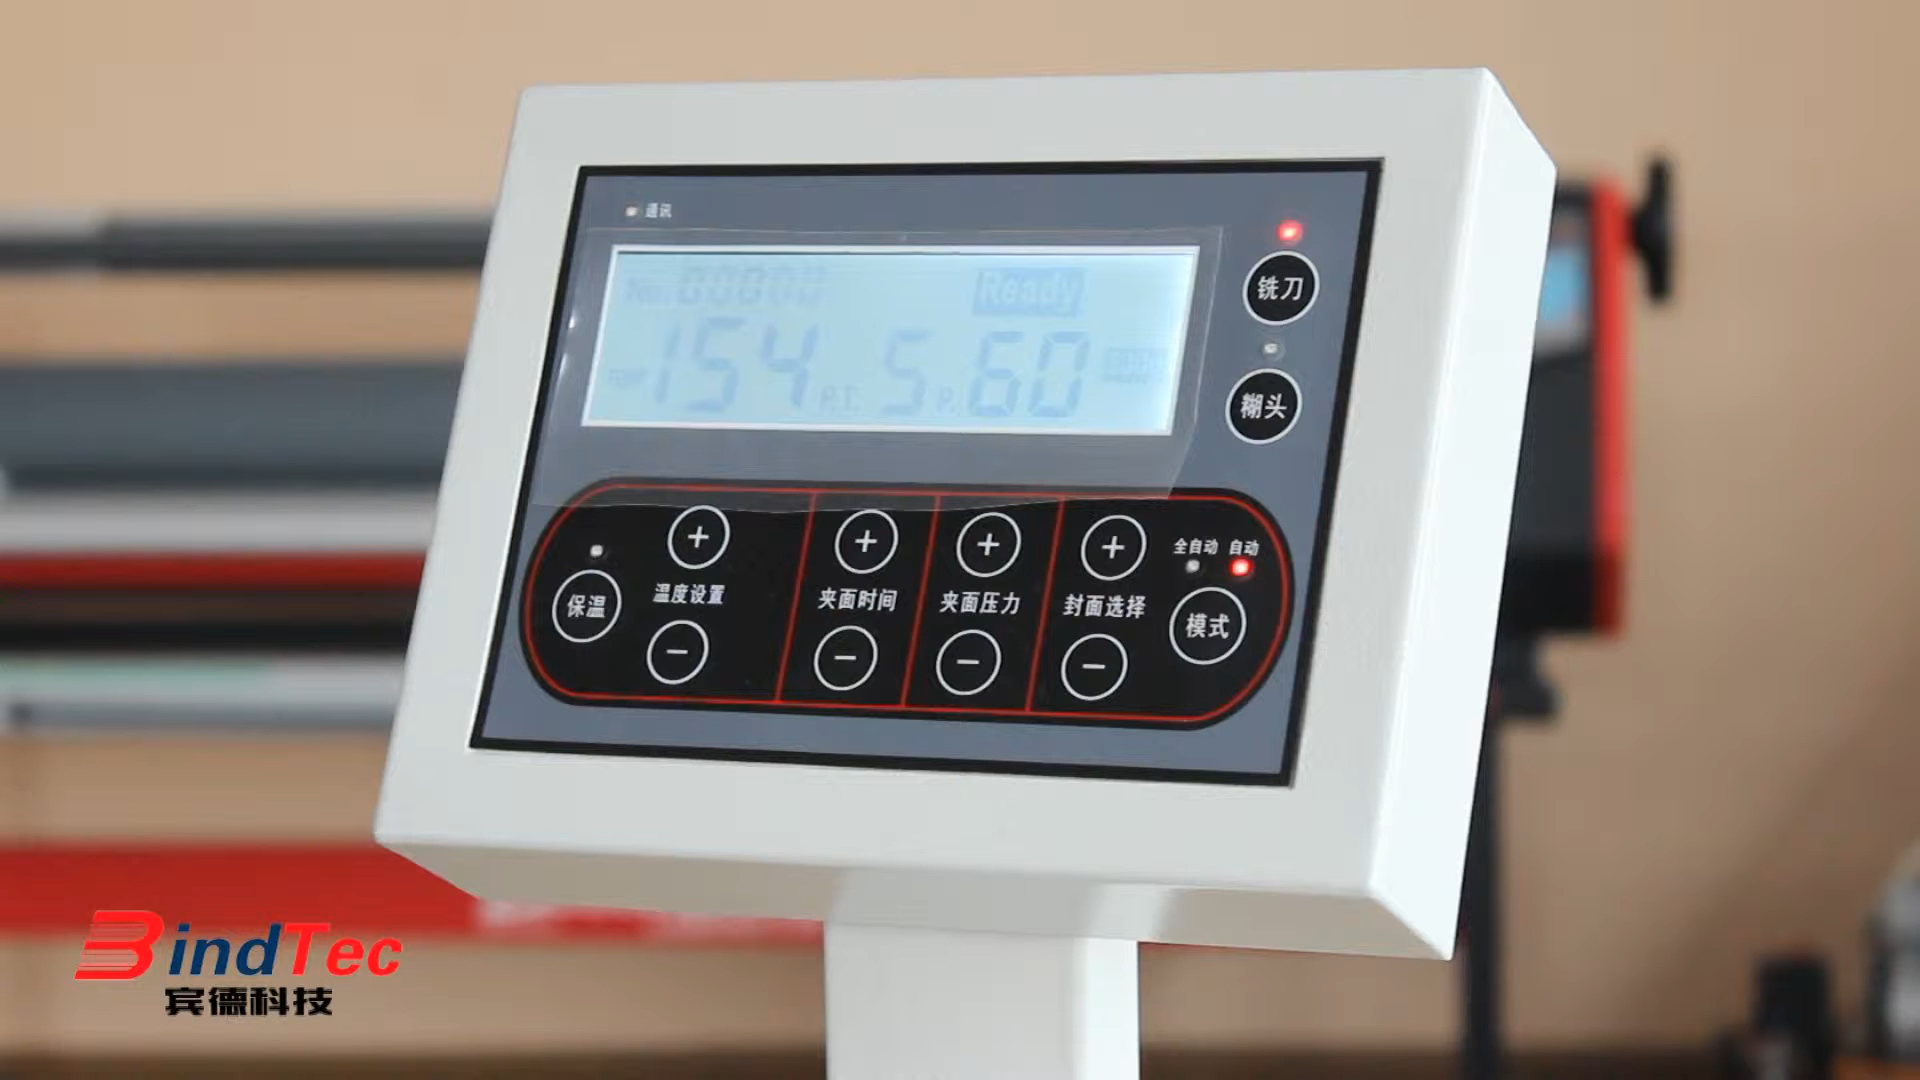 通讯
No. 00000 Ready
154 P.T. 5 P. 60
铣刀
糊头
+ + + +
全自动 自动
保温 温度设置 夹面时间 夹面压力 封面选择 模式
- - - -
BindTec
宾德科技